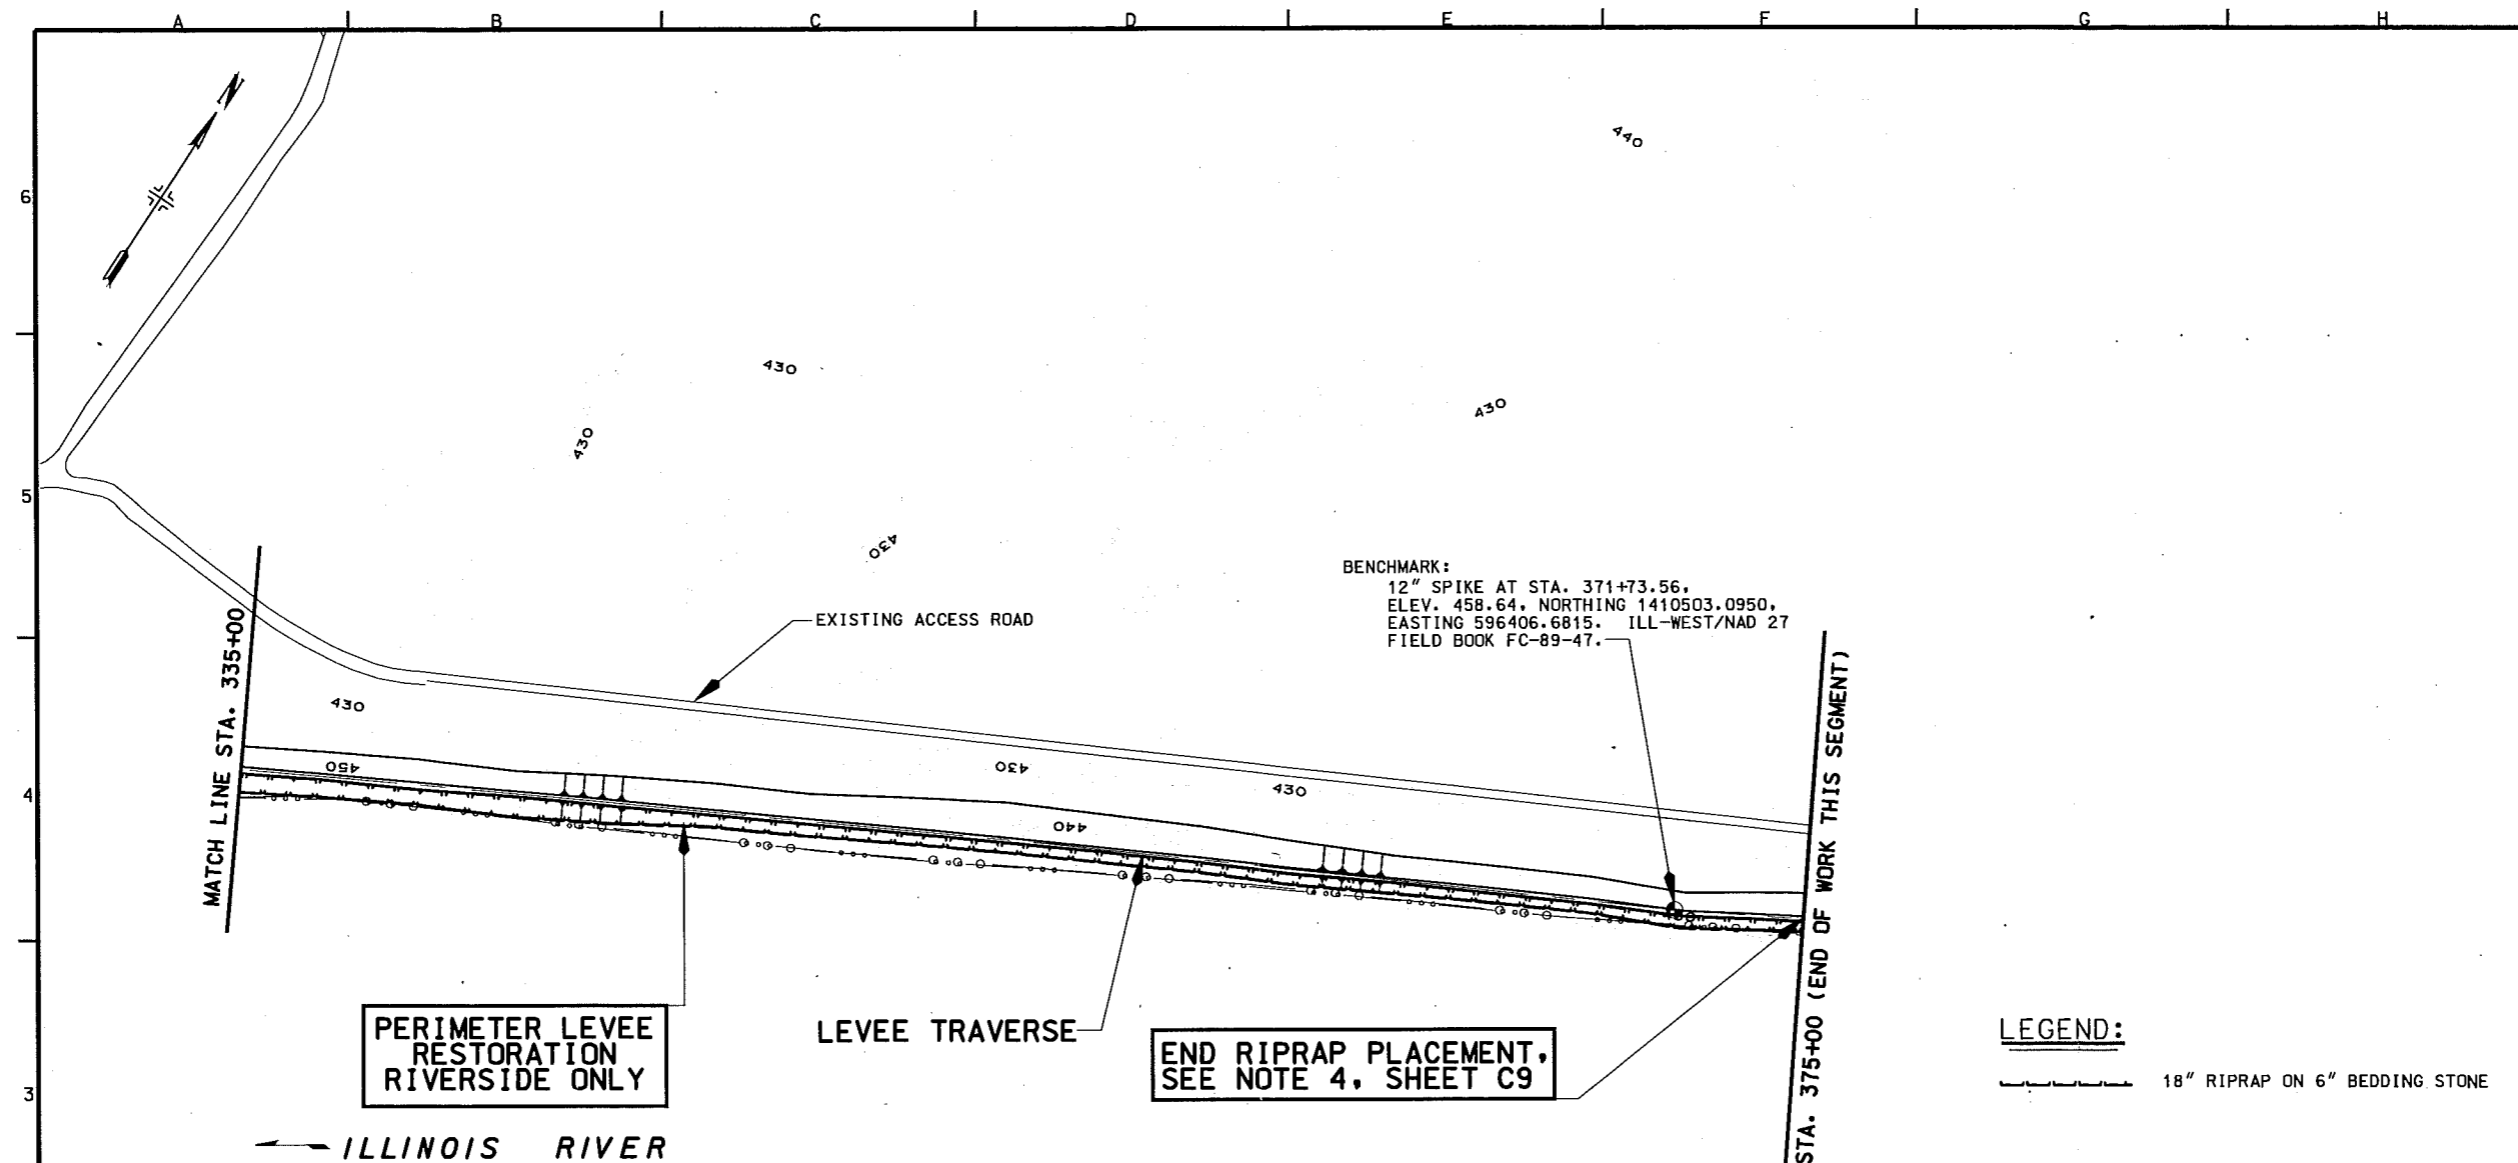 A B C D E F G H
N
440
6
430
430
430
5
430
BENCHMARK:
12" SPIKE AT STA. 371+73.56,
ELEV. 458.64, NORTHING 1410503.0950,
EASTING 596406.6815. ILL-WEST/NAD 27
FIELD BOOK FC-89-47.
EXISTING ACCESS ROAD
MATCH LINE STA. 335+00
STA. 375+00 (END OF WORK THIS SEGMENT)
430
450
430
430
440
4
PERIMETER LEVEE
RESTORATION
RIVERSIDE ONLY
LEVEE TRAVERSE
END RIPRAP PLACEMENT,
SEE NOTE 4, SHEET C9
LEGEND:
18" RIPRAP ON 6" BEDDING STONE
3
ILLINOIS RIVER